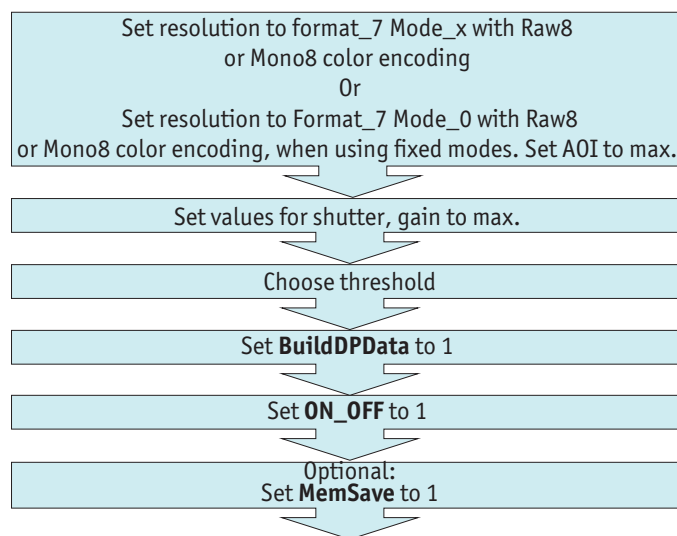 Set resolution to format_7 Mode_x with Raw8
or Mono8 color encoding
Or
Set resolution to Format_7 Mode_0 with Raw8
or Mono8 color encoding, when using fixed modes. Set AOI to max.
Set values for shutter, gain to max.
Choose threshold
Set BuildDPData to 1
Set ON_OFF to 1
Optional:
Set MemSave to 1